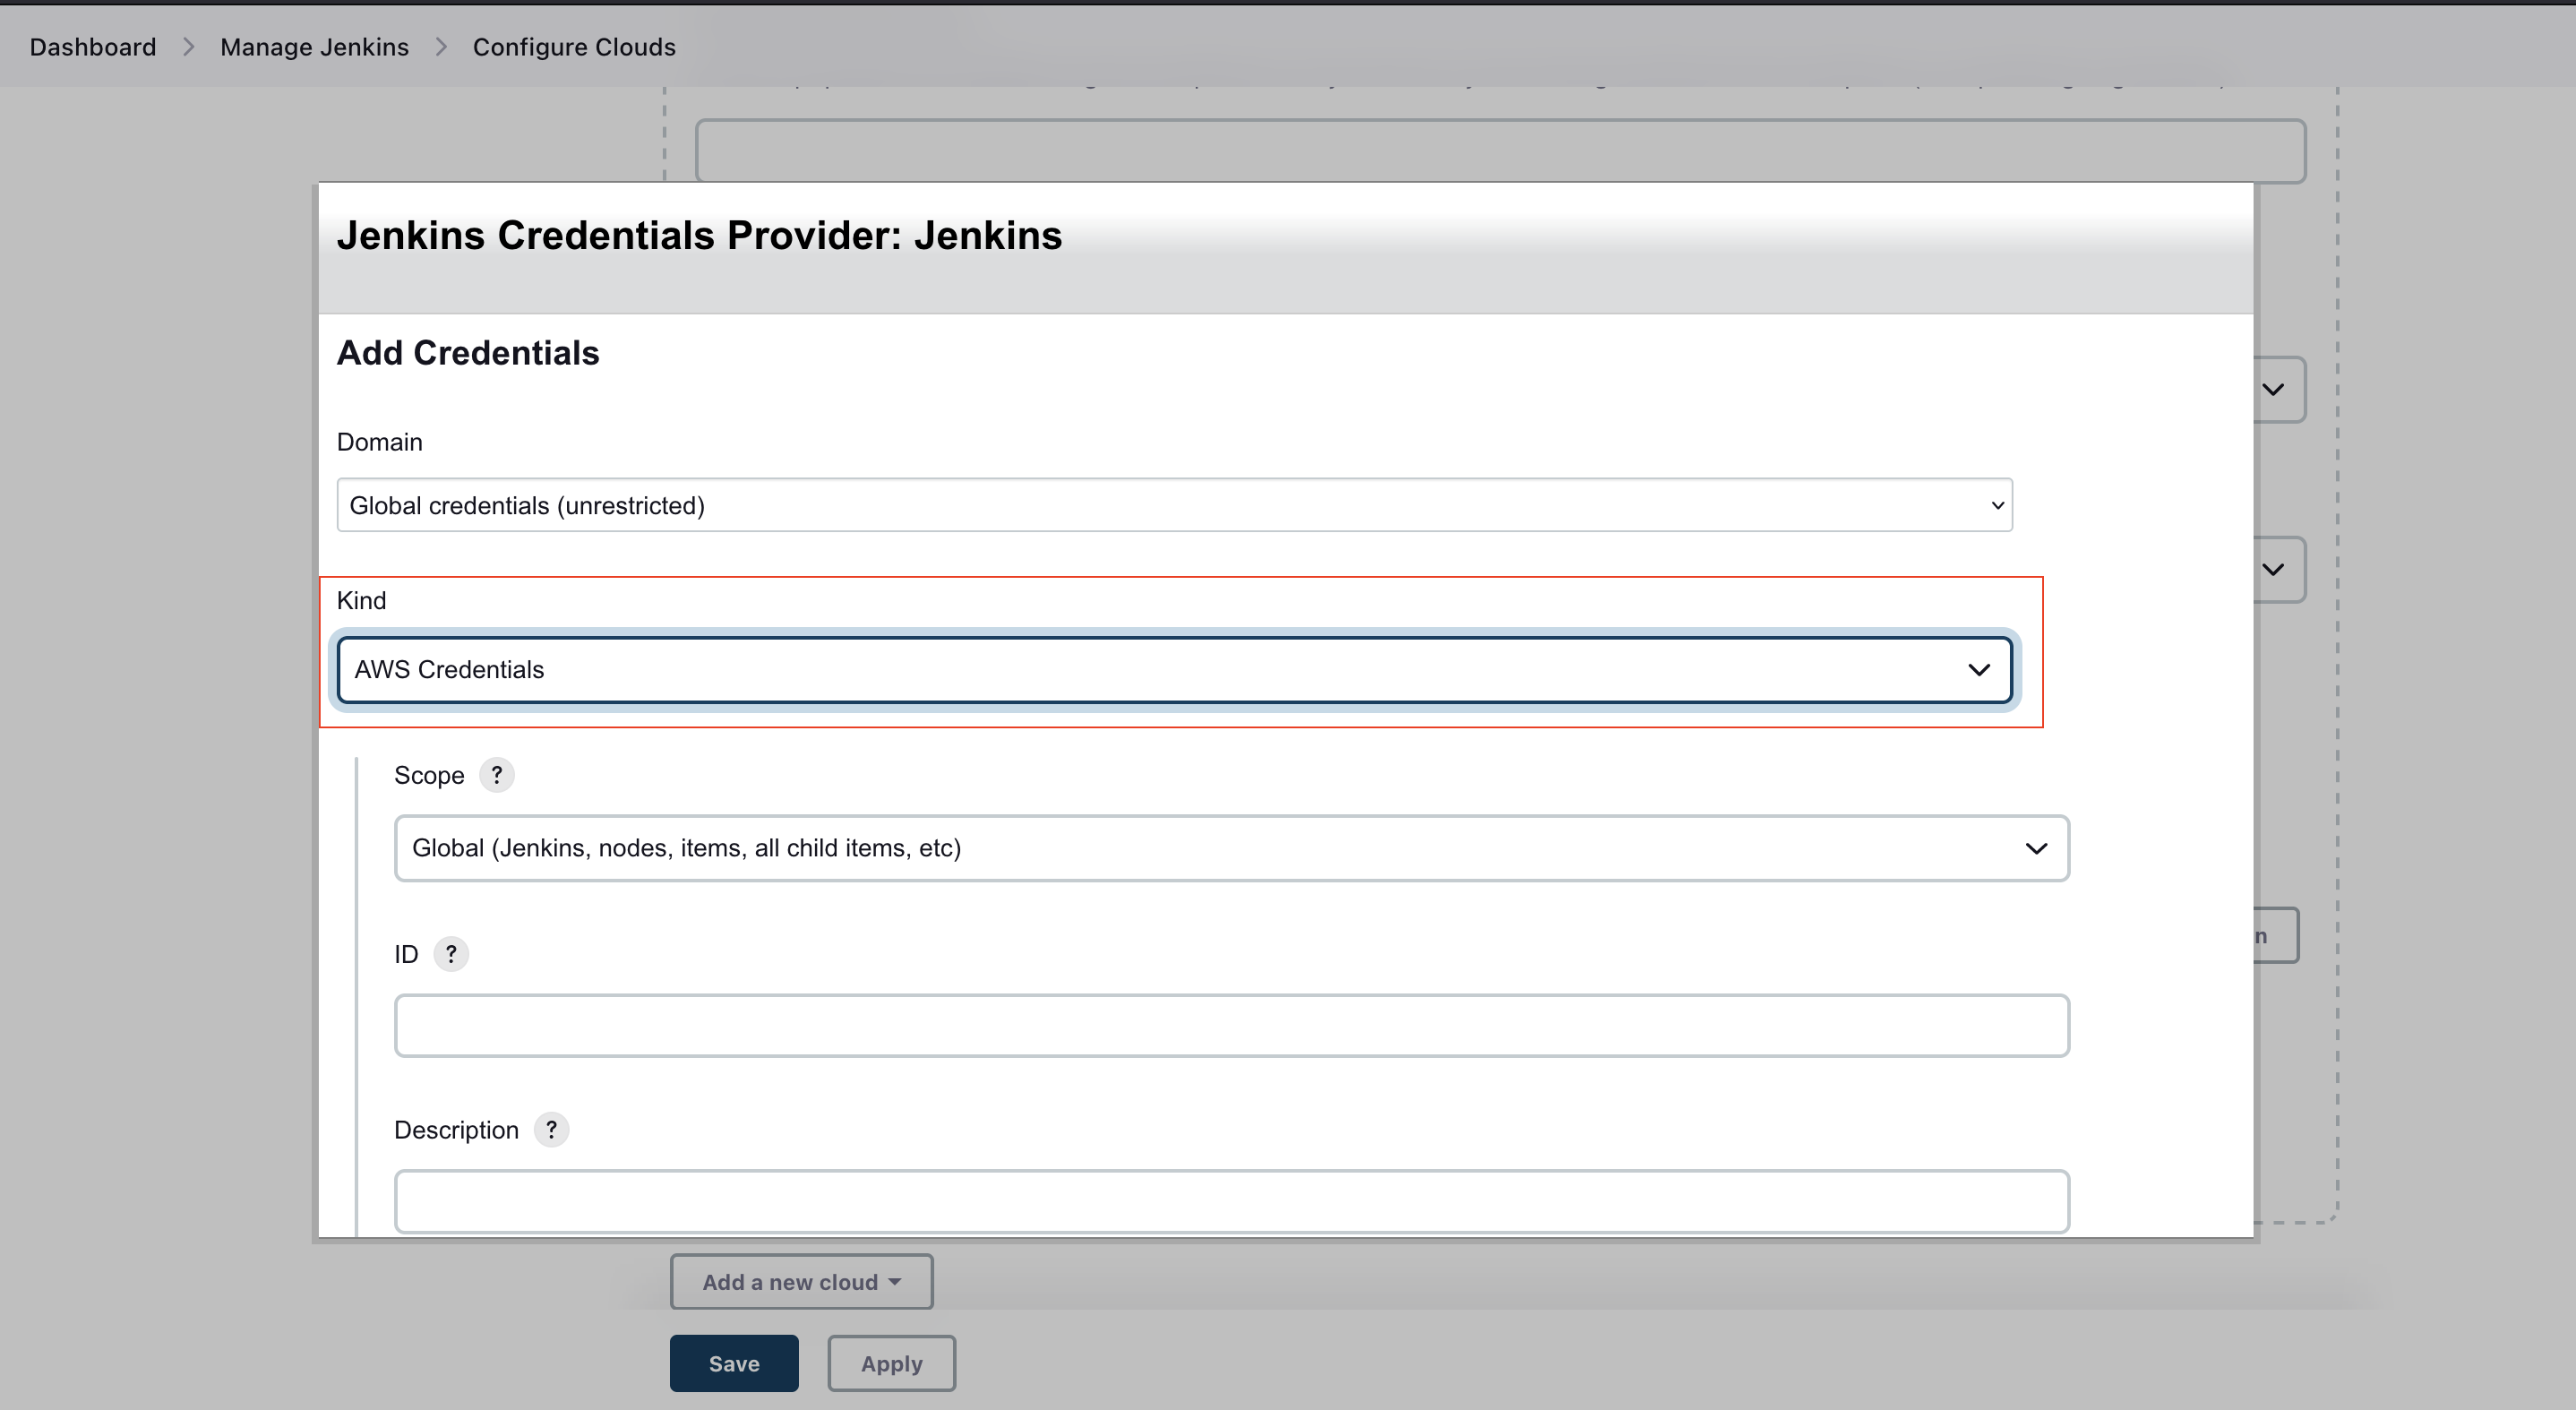 Dashboard > Manage Jenkins > Configure Clouds
Jenkins Credentials Provider: Jenkins
Add Credentials
Domain
Global credentials (unrestricted)
Kind
AWS Credentials
Scope ?
Global (Jenkins, nodes, items, all child items, etc)
ID ?
n
Description ?
Add a new cloud
Save Apply